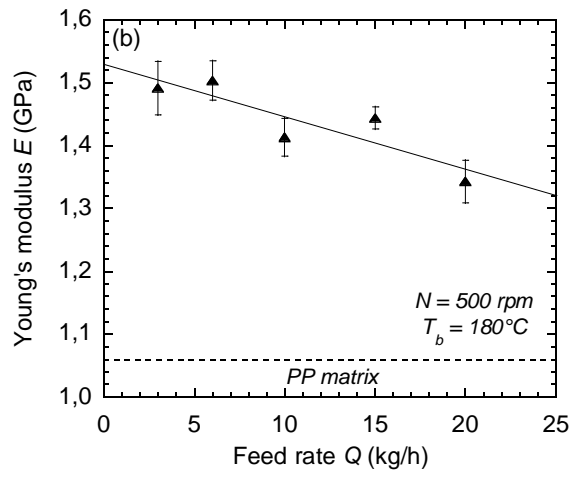 (b)
1,6
1,5
1,4
1,3
1,2
1,1
1,0
Young's modulus E (GPa)
N = 500 rpm
T_b = 180°C
PP matrix
0 5 10 15 20 25
Feed rate Q (kg/h)